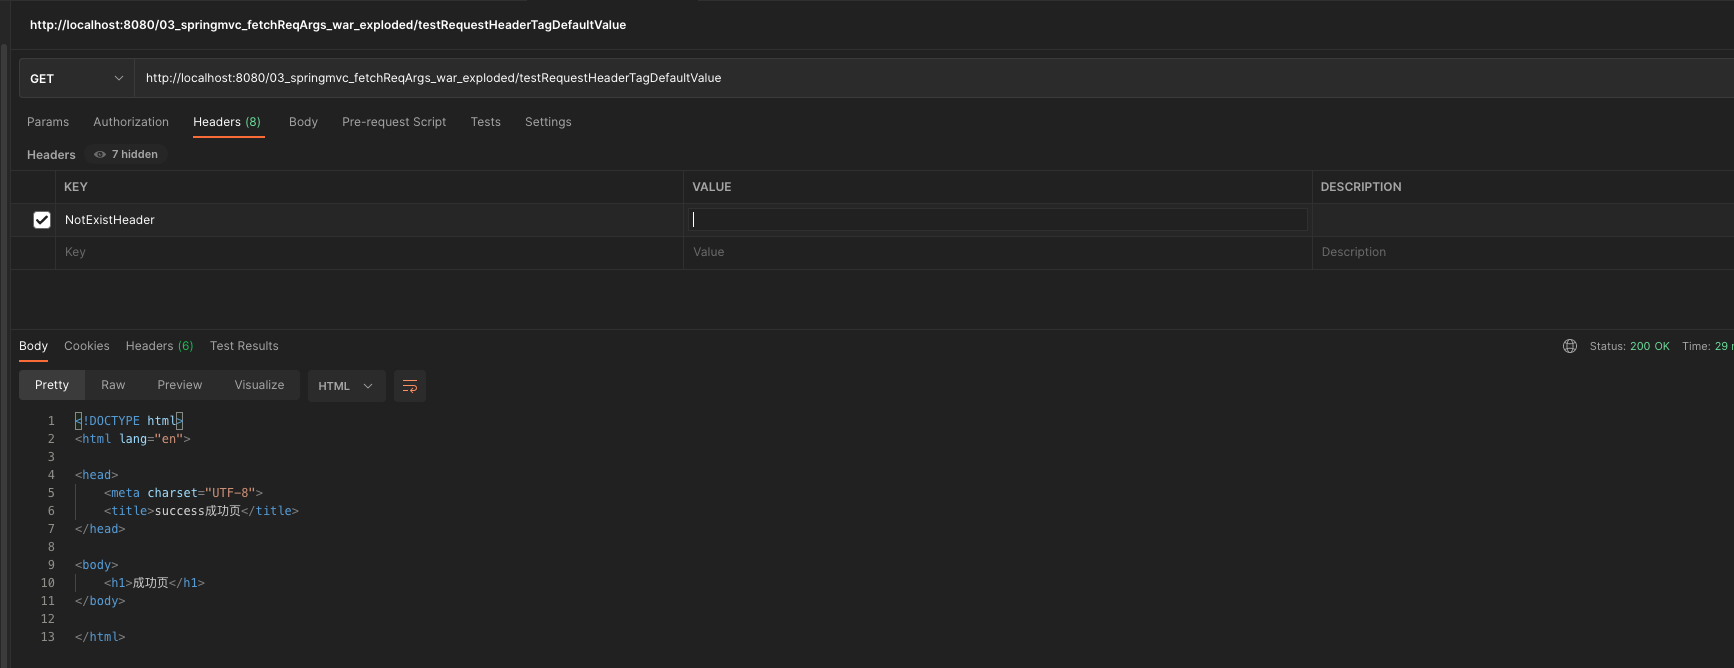 http://localhost:8080/03_springmvc_fetchReqArgs_war_exploded/testRequestHeaderTagDefaultValue
GET http://localhost:8080/03_springmvc_fetchReqArgs_war_exploded/testRequestHeaderTagDefaultValue
Params Authorization Headers (8) Body Pre-request Script Tests Settings
Headers 7 hidden
KEY VALUE DESCRIPTION
NotExistHeader
Key Value Description
Body Cookies Headers (6) Test Results Status: 200 OK Time: 29
Pretty Raw Preview Visualize HTML
1 <!DOCTYPE html>
2 <html lang="en">
3
4 <head>
5 <meta charset="UTF-8">
6 <title>success成功页</title>
7 </head>
8
9 <body>
10 <h1>成功页</h1>
11 </body>
12
13 </html>